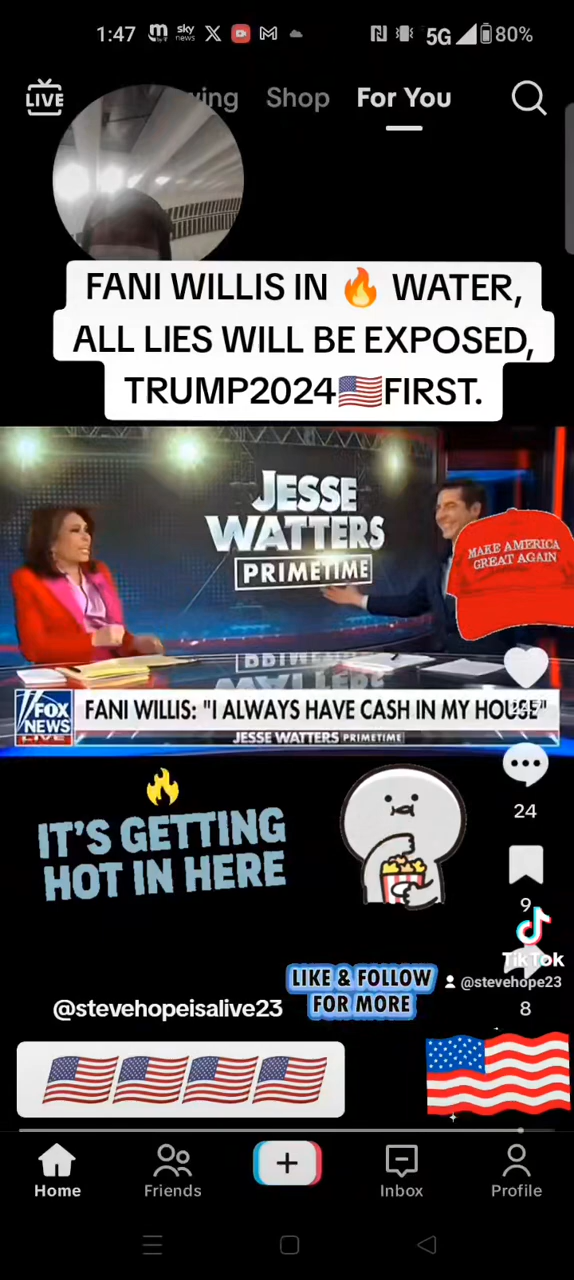 1:47
sky
news
5G
80%
LIVE
Shop
For You
FANI WILLIS IN 🔥 WATER,
ALL LIES WILL BE EXPOSED,
TRUMP2024🇺🇸FIRST.
JESSE
WATTERS
PRIMETIME
MAKE AMERICA
GREAT AGAIN
FOX
NEWS
LIVE
FANI WILLIS: "I ALWAYS HAVE CASH IN MY HOUSE"
JESSE WATTERS PRIMETIME
IT'S GETTING
HOT IN HERE
24
9
TikTok
@stevehope23
LIKE & FOLLOW
FOR MORE
@stevehopeisalive23
8
Home
Friends
Inbox
Profile